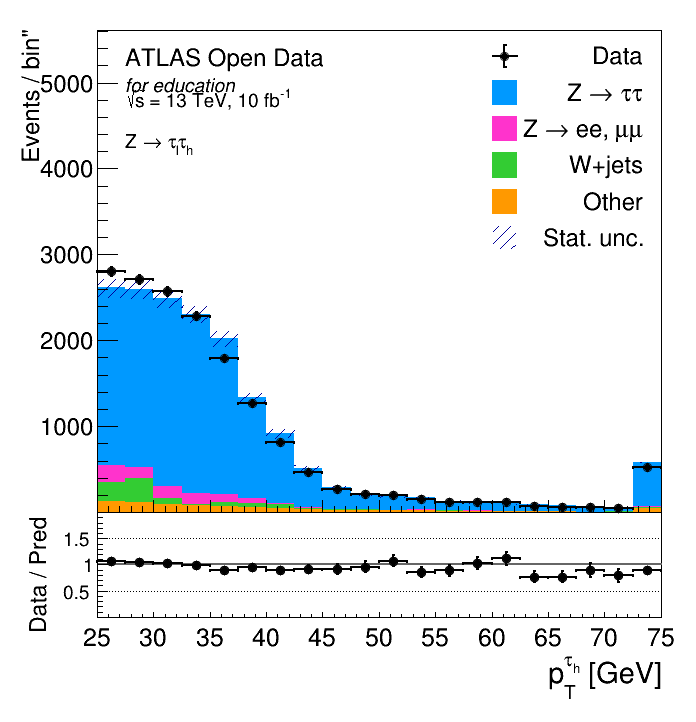 Events / bin"
5000
4000
3000
2000
1000
ATLAS Open Data
for education
√s = 13 TeV, 10 fb⁻¹
Z → τₗτₕ
Data
Z → ττ
Z → ee, μμ
W+jets
Other
Stat. unc.
Data / Pred
1.5
1
0.5
25 30 35 40 45 50 55 60 65 70 75
p_T^{τ_h} [GeV]